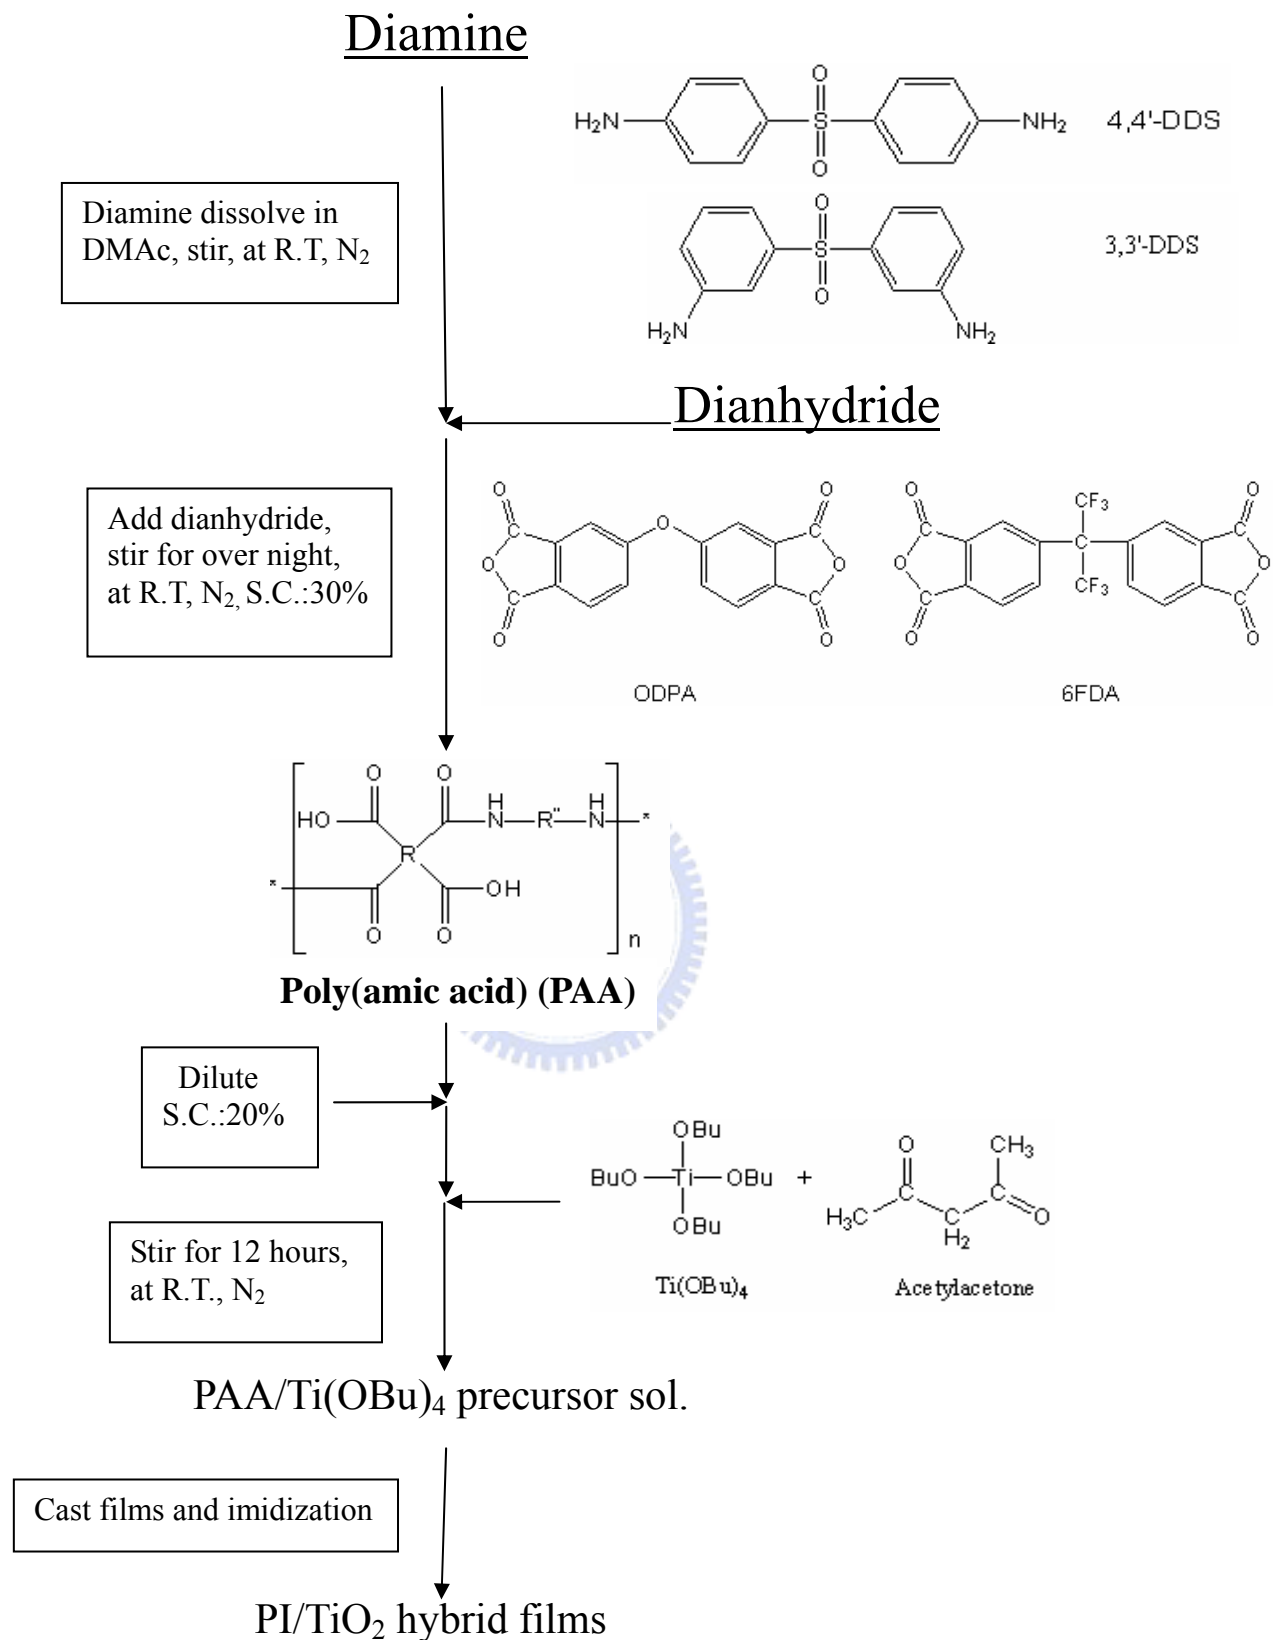 Diamine
H₂N
O
S
O
NH₂
4,4'-DDS
Diamine dissolve in
DMAc, stir, at R.T, N₂
O
S
O
H₂N
NH₂
3,3'-DDS
Dianhydride
Add dianhydride,
stir for over night,
at R.T, N₂, S.C.:30%
O
C
O
C
O
O
O
C
O
C
O
ODPA
O
C
O
C
O
CF₃
C
CF₃
O
C
O
C
O
6FDA
O O
HO R N H R" N H *
* OH
O O n
Poly(amic acid) (PAA)
Dilute
S.C.:20%
OBu
BuO Ti OBu +
OBu
Ti(OBu)₄
O CH₃
C C
H₃C C H₂ O
Acetylacetone
Stir for 12 hours,
at R.T., N₂
PAA/Ti(OBu)₄ precursor sol.
Cast films and imidization
PI/TiO₂ hybrid films